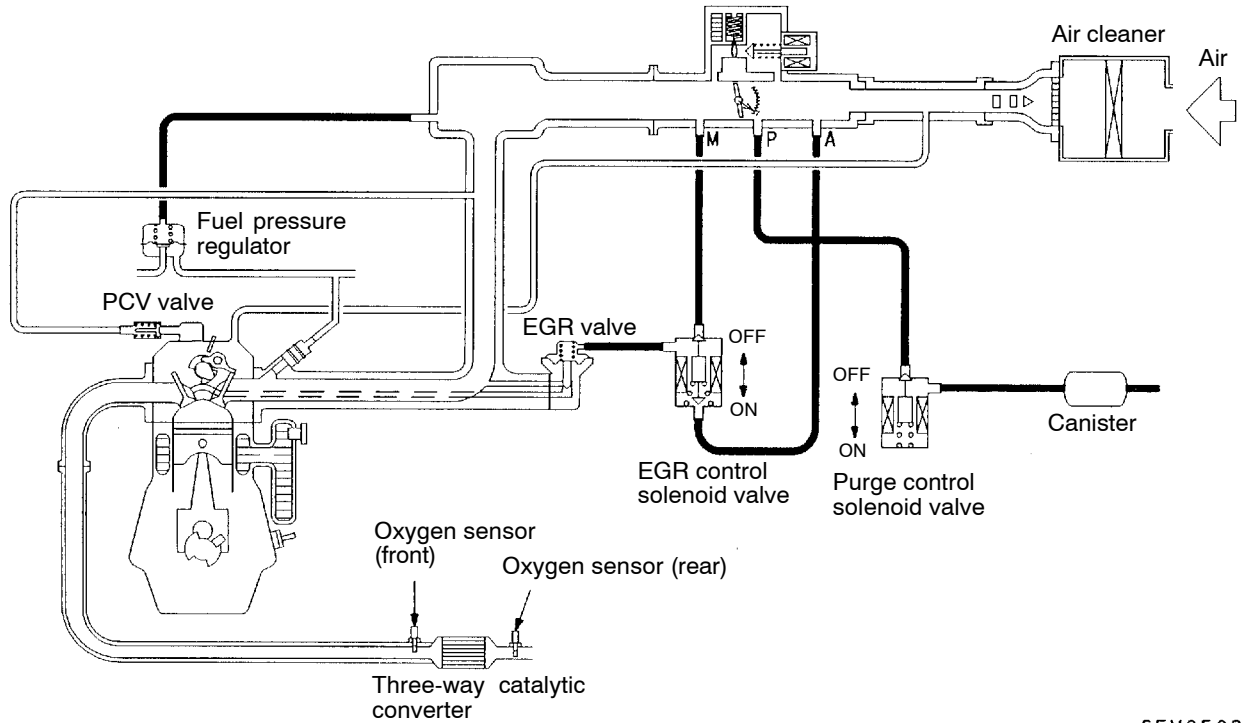 Air cleaner
Air
M
P
A
Fuel pressure
regulator
PCV valve
EGR valve
OFF
ON
OFF
ON
Canister
EGR control
solenoid valve
Purge control
solenoid valve
Oxygen sensor
(front)
Oxygen sensor (rear)
Three-way catalytic
converter